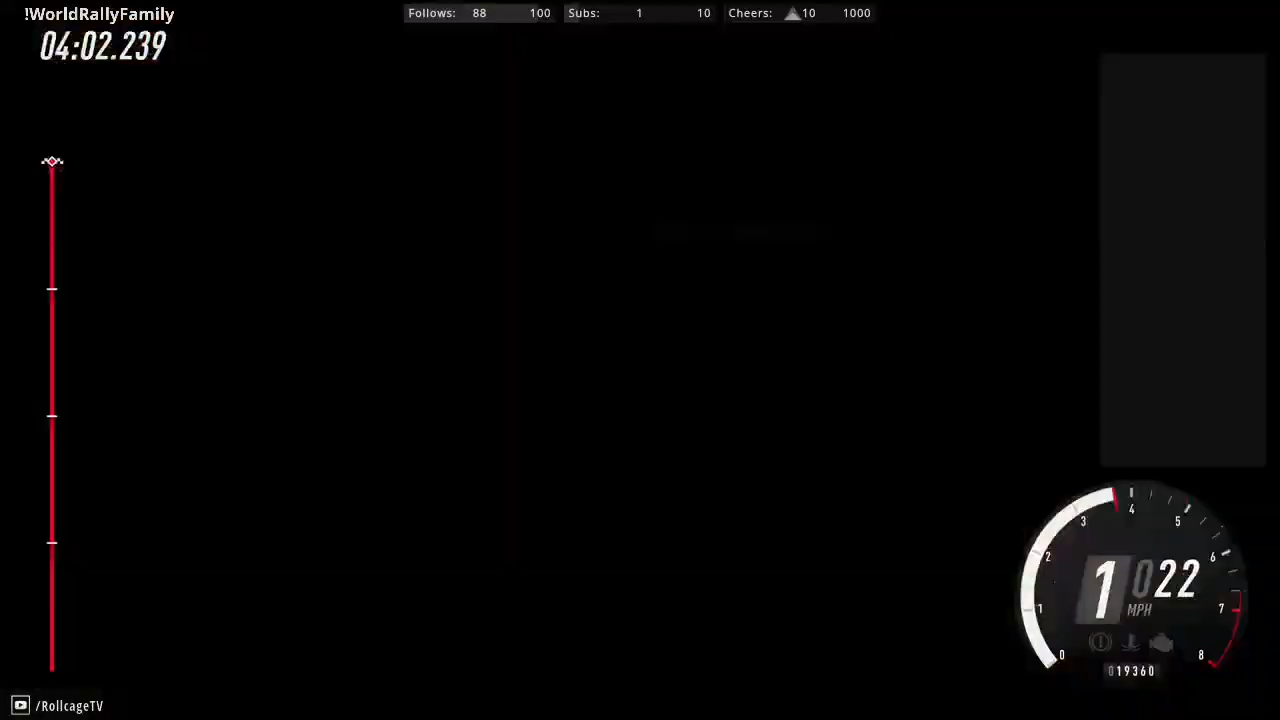 !WorldRallyFamily
Follows: 88 100 Subs: 1 10 Cheers: 10 1000
04:02.239
4
3 5
2 6
1 022
MPH
1 7
0 8
019360
/RollcageTV